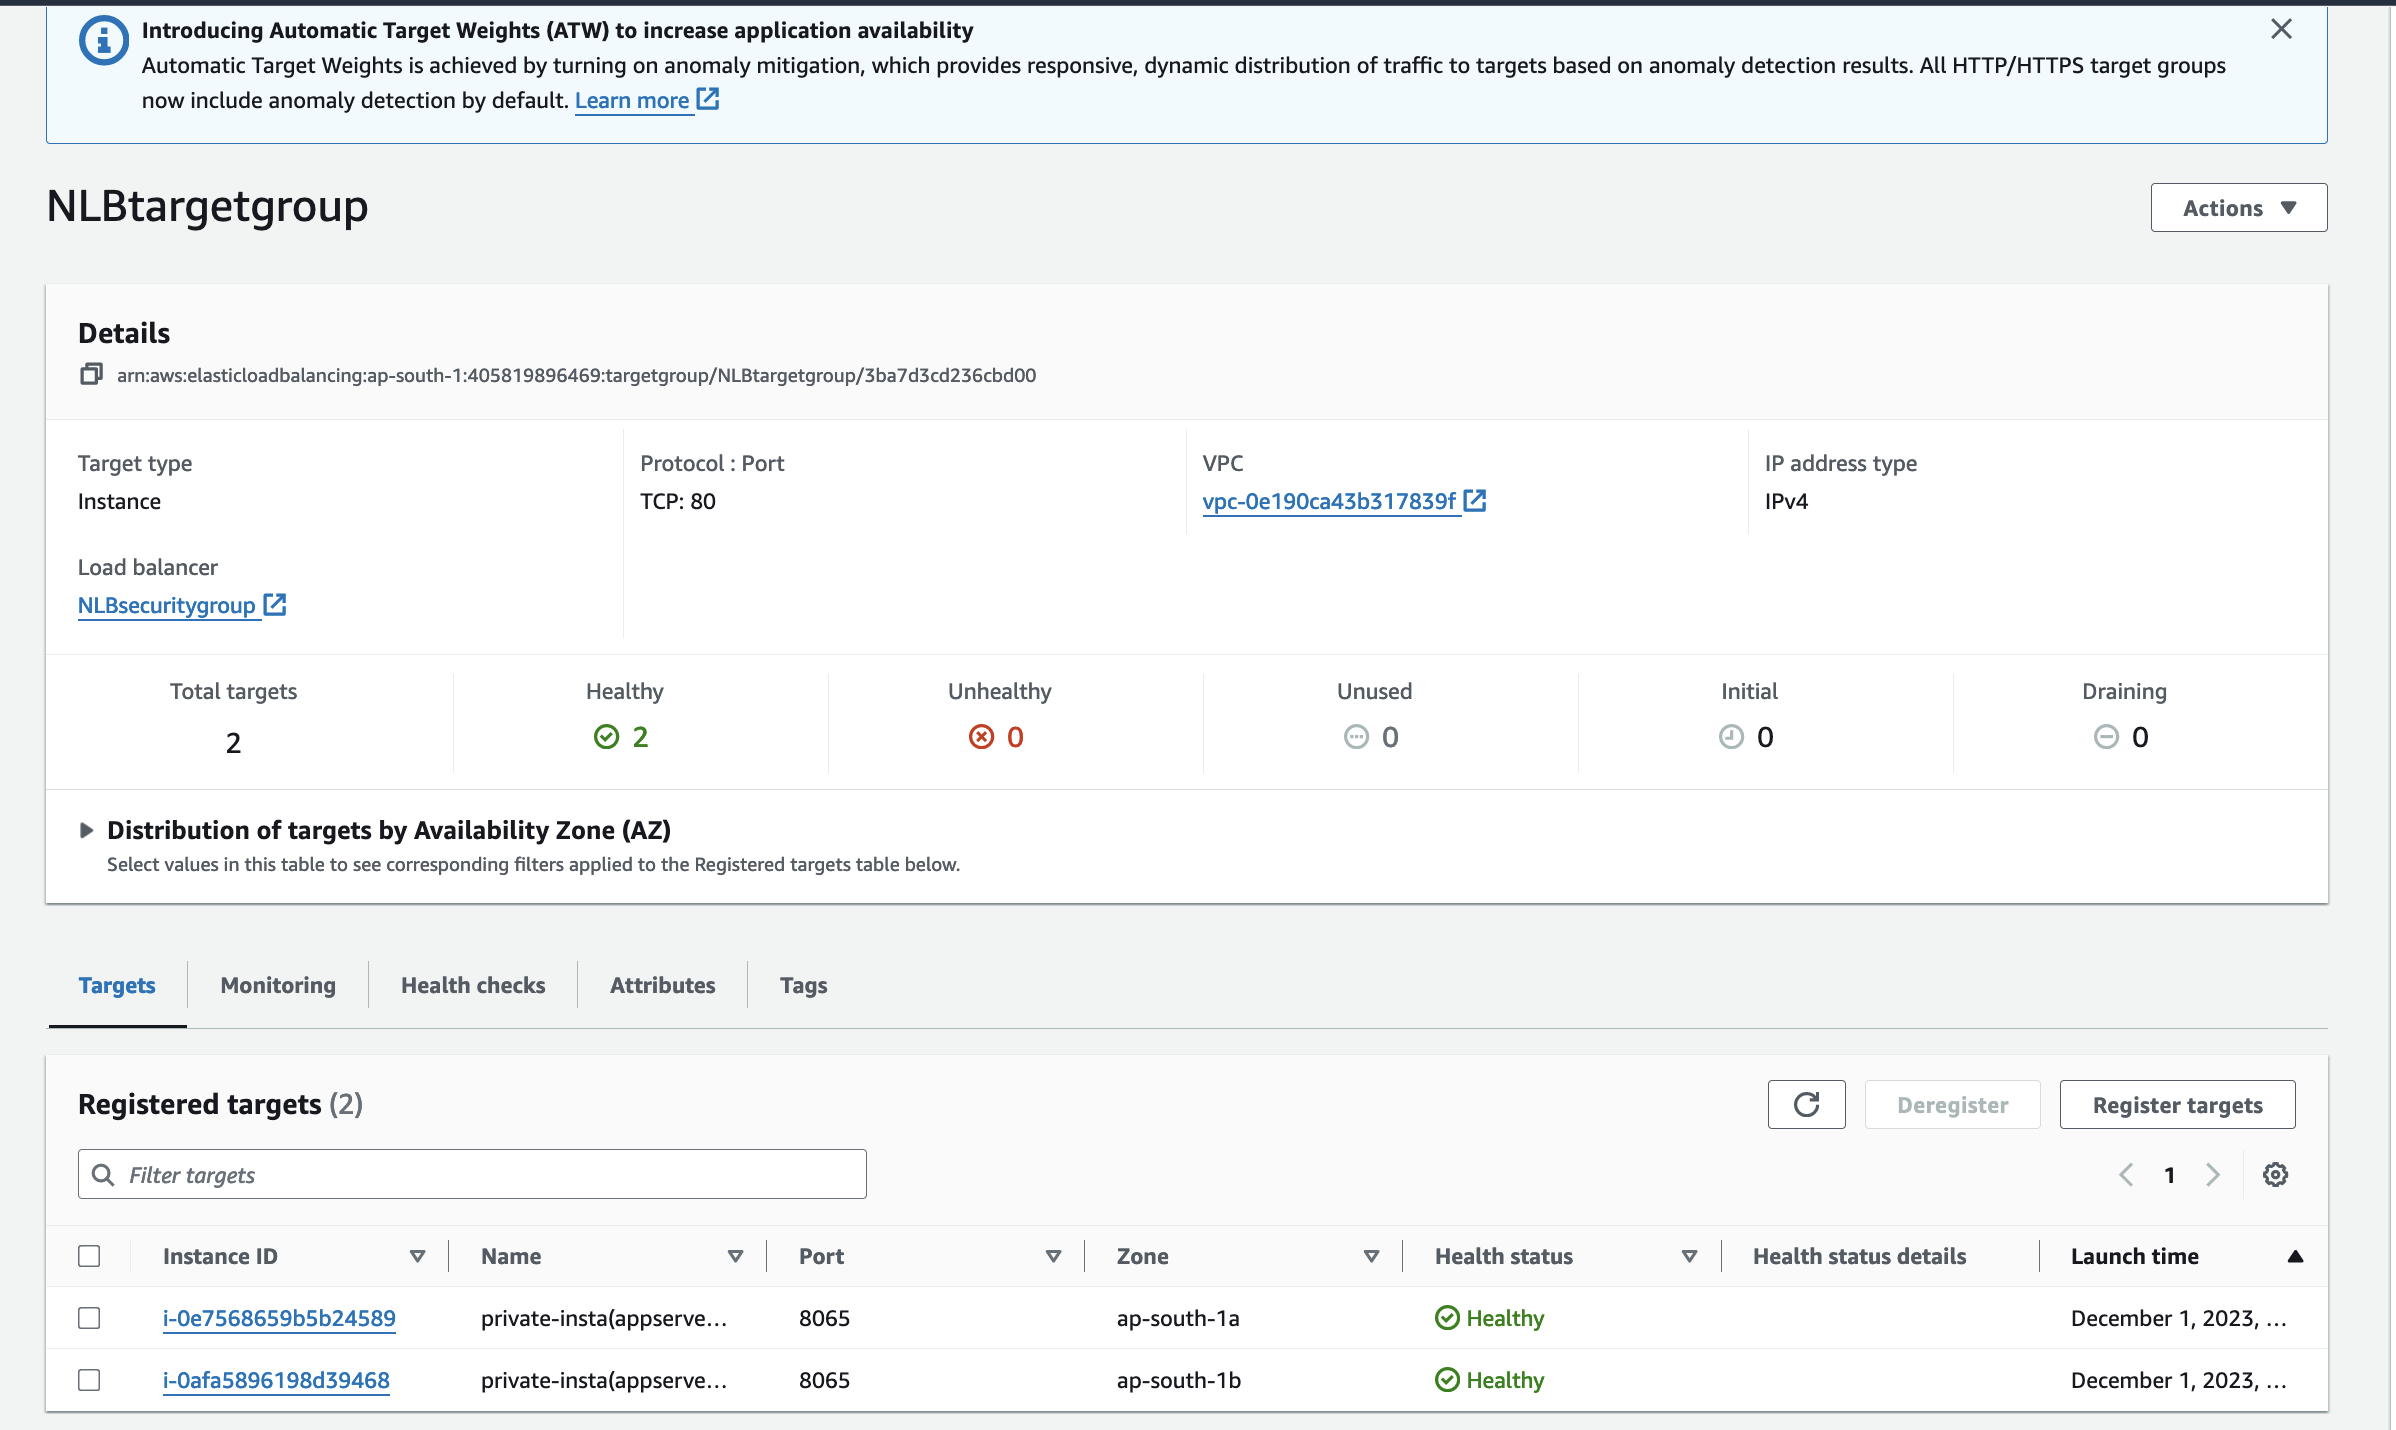 Introducing Automatic Target Weights (ATW) to increase application availability
Automatic Target Weights is achieved by turning on anomaly mitigation, which provides responsive, dynamic distribution of traffic to targets based on anomaly detection results. All HTTP/HTTPS target groups
now include anomaly detection by default. Learn more
NLBtargetgroup
Actions
Details
arn:aws:elasticloadbalancing:ap-south-1:405819896469:targetgroup/NLBtargetgroup/3ba7d3cd236cbd00
Target type
Instance
Protocol : Port
TCP: 80
VPC
vpc-0e190ca43b317839f
IP address type
IPv4
Load balancer
NLBsecuritygroup
Total targets
2
Healthy
2
Unhealthy
0
Unused
0
Initial
0
Draining
0
Distribution of targets by Availability Zone (AZ)
Select values in this table to see corresponding filters applied to the Registered targets table below.
Targets Monitoring Health checks Attributes Tags
Registered targets (2)
Deregister
Register targets
Filter targets
1
Instance ID Name Port Zone Health status Health status details Launch time
i-0e7568659b5b24589 private-insta(appserve... 8065 ap-south-1a Healthy December 1, 2023, ...
i-0afa5896198d39468 private-insta(appserve... 8065 ap-south-1b Healthy December 1, 2023, ...